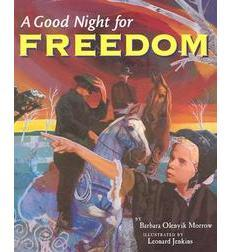 A Good Night for
FREEDOM
BY
Barbara Olenyik Morrow
ILLUSTRATED BY
Leonard Jenkins